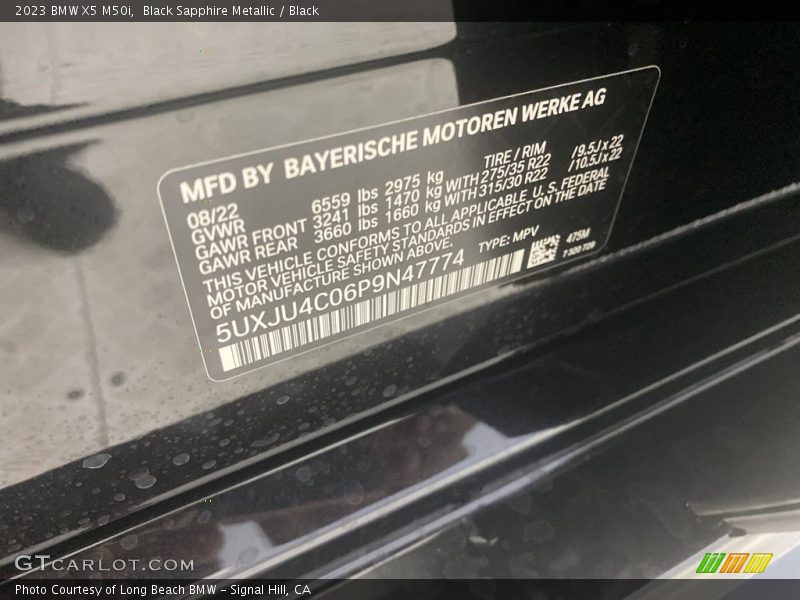 2023 BMW X5 M50i, Black Sapphire Metallic / Black
MFD BY BAYERISCHE MOTOREN WERKE AG
08/22
GVWR 6559 lbs 2975 kg TIRE / RIM
GAWR FRONT 3241 lbs 1470 kg WITH 275/35 R22 /9.5J x 22
GAWR REAR 3660 lbs 1660 kg WITH 315/30 R22 /10.5J x 22
THIS VEHICLE CONFORMS TO ALL APPLICABLE U. S. FEDERAL
MOTOR VEHICLE SAFETY STANDARDS IN EFFECT ON THE DATE
OF MANUFACTURE SHOWN ABOVE.
5UXJU4C06P9N47774 TYPE: MPV
475M
7 320 729
GTCARLOT.COM
Photo Courtesy of Long Beach BMW - Signal Hill, CA